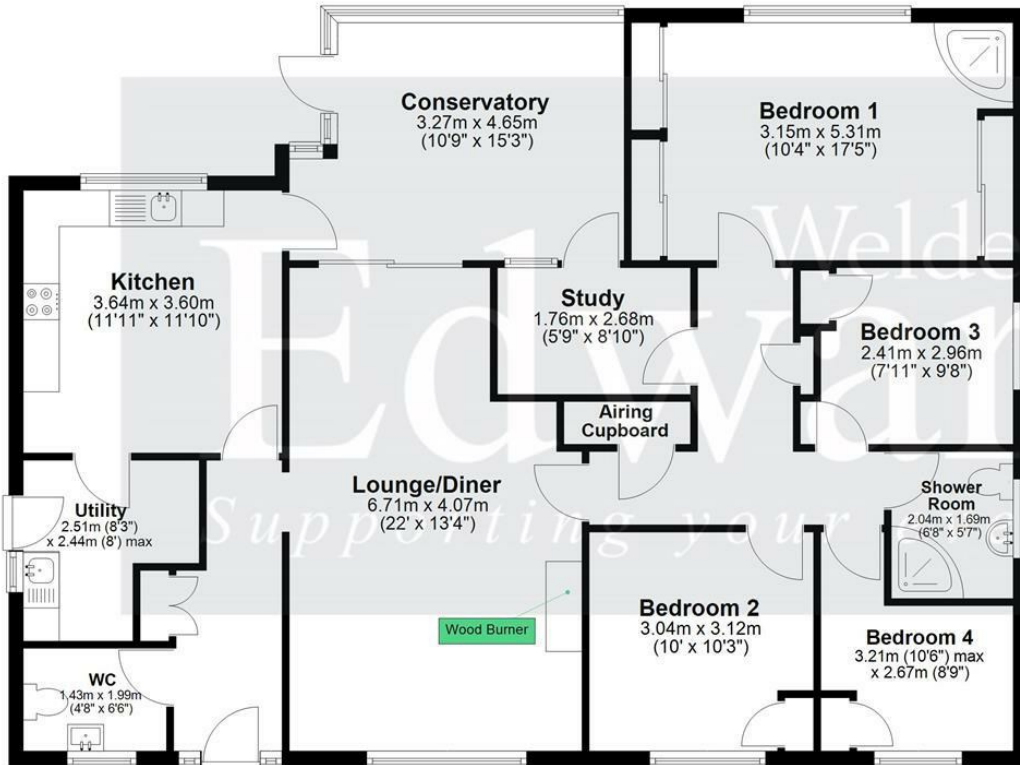 Conservatory
3.27m x 4.65m
(10'9" x 15'3")
Bedroom 1
3.15m x 5.31m
(10'4" x 17'5")
Kitchen
3.64m x 3.60m
(11'11" x 11'10")
Study
1.76m x 2.68m
(5'9" x 8'10")
Bedroom 3
2.41m x 2.96m
(7'11" x 9'8")
Airing
Cupboard
Lounge/Diner
6.71m x 4.07m
(22' x 13'4")
Utility
2.51m (8'3")
x 2.44m (8') max
Shower
Room
2.04m x 1.69m
(6'8" x 5'7")
Wood Burner
Bedroom 2
3.04m x 3.12m
(10' x 10'3")
Bedroom 4
3.21m (10'6") max
x 2.67m (8'9")
WC
1.43m x 1.99m
(4'8" x 6'6")
Welde
Edwar
Supporting your